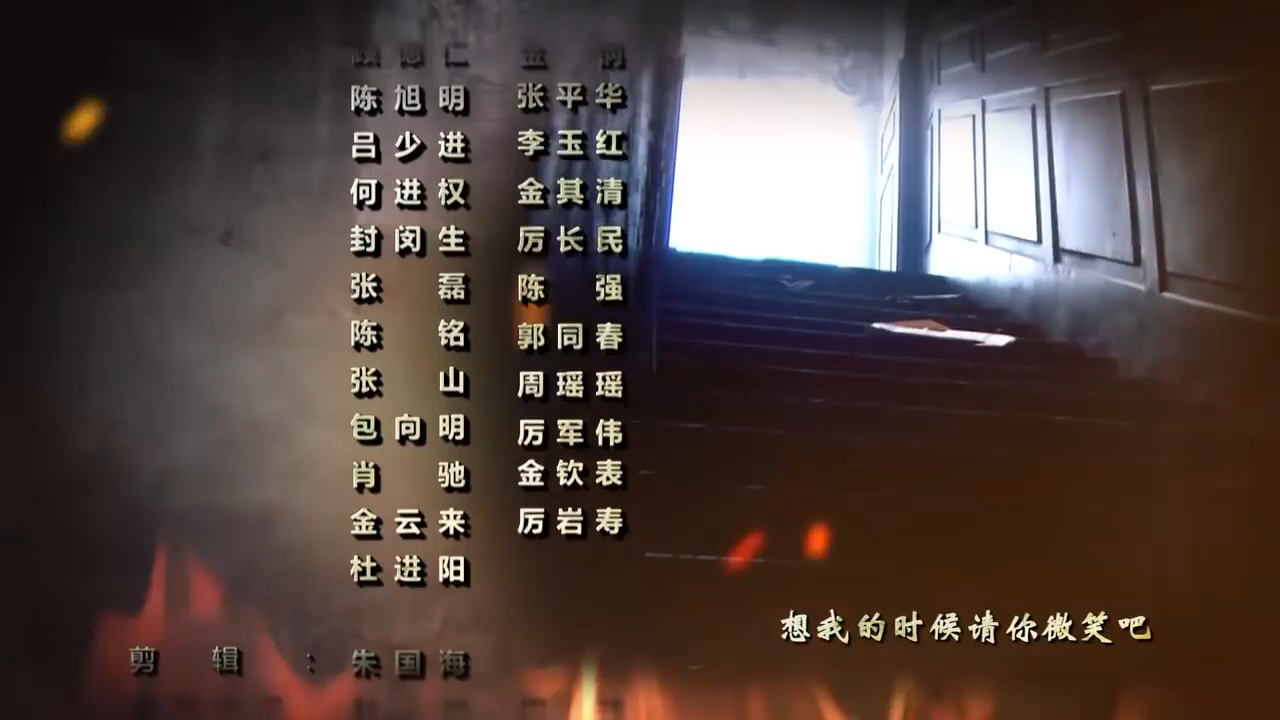 陈旭明 张平华
吕少进 李玉红
何进权 金其清
封闵生 厉长民
张磊 陈强
陈铭 郭同春
张山 周瑶瑶
包向明 厉军伟
肖驰 金钦表
金云来 厉岩寿
杜进阳
剪辑：朱国海
想我的时候请你微笑吧